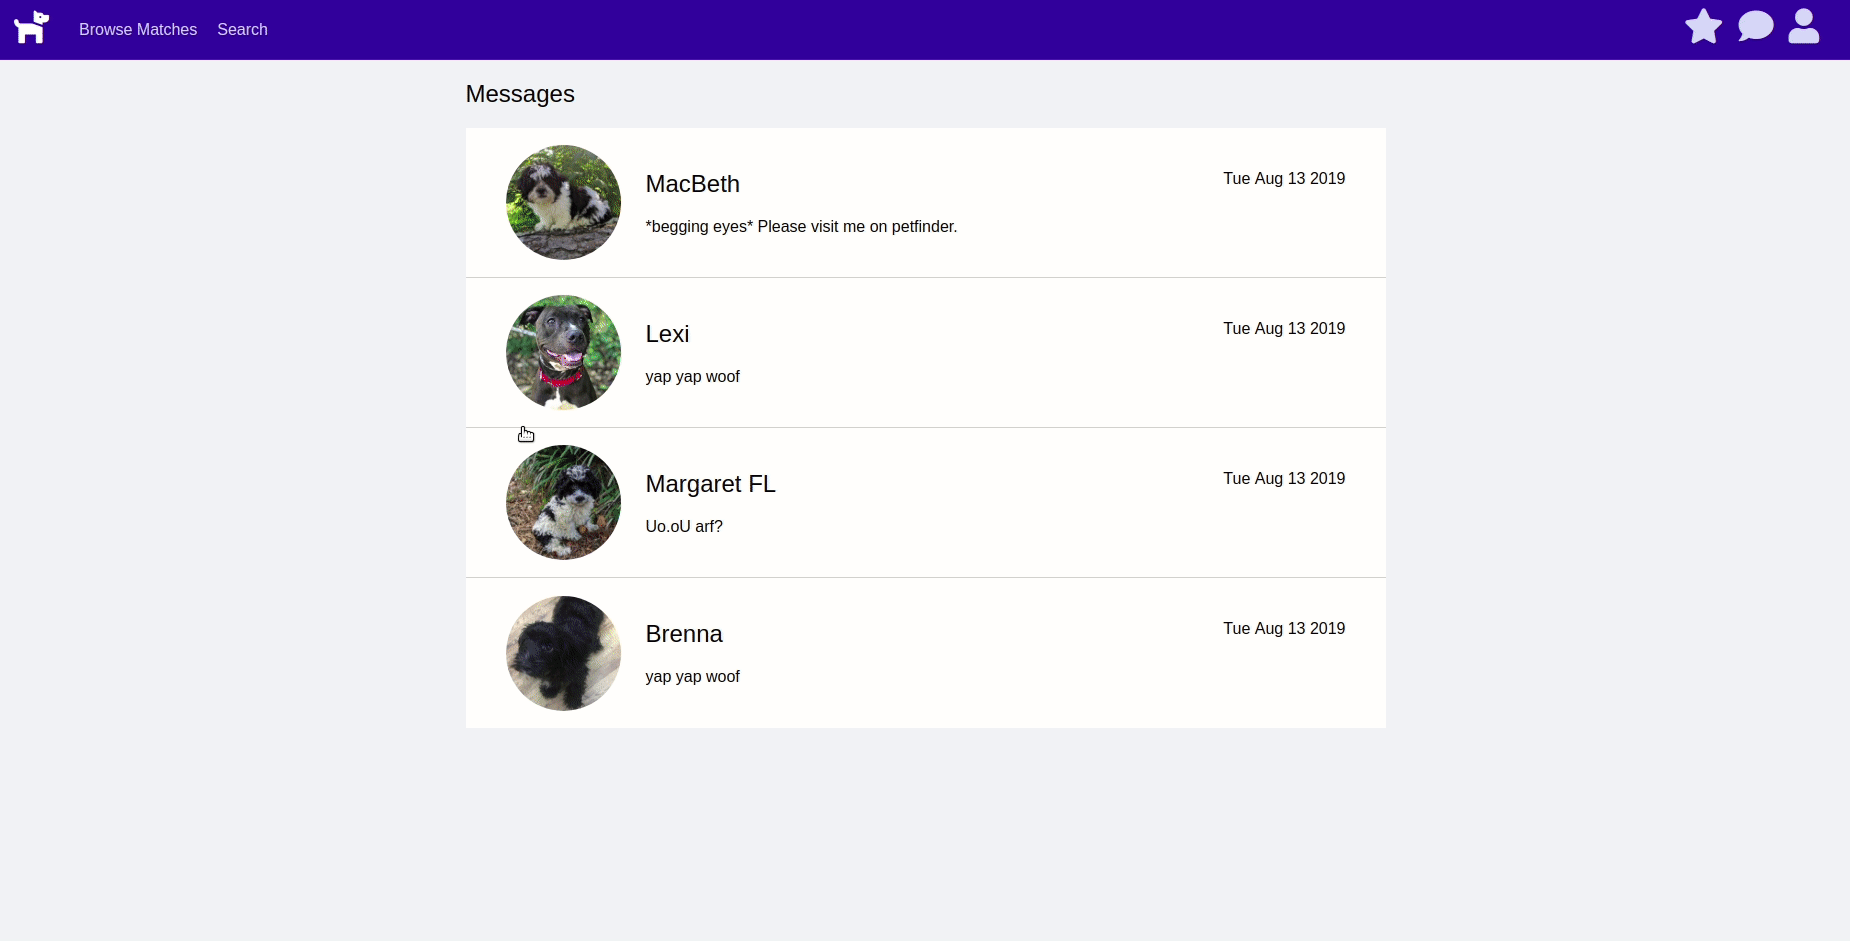 Browse Matches Search
Messages
MacBeth Tue Aug 13 2019
*begging eyes* Please visit me on petfinder.
Lexi Tue Aug 13 2019
yap yap woof
Margaret FL Tue Aug 13 2019
Uo.oU arf?
Brenna Tue Aug 13 2019
yap yap woof